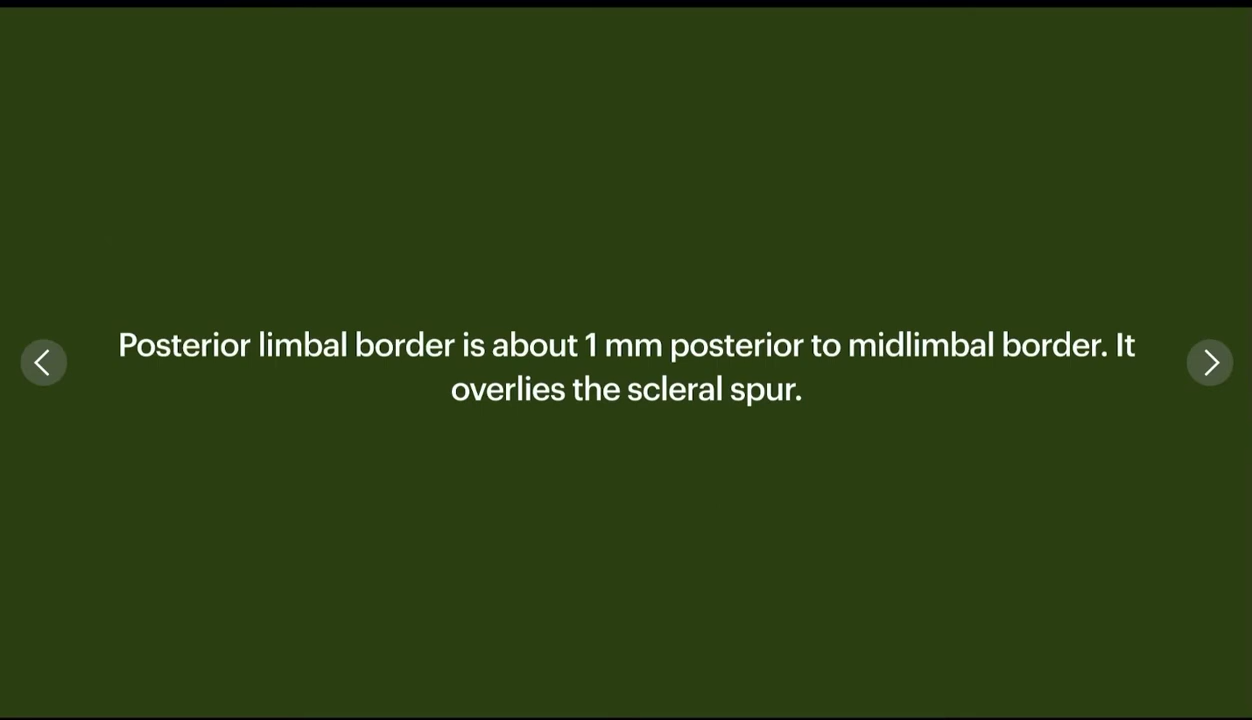 Posterior limbal border is about 1 mm posterior to midlimbal border. It
overlies the scleral spur.